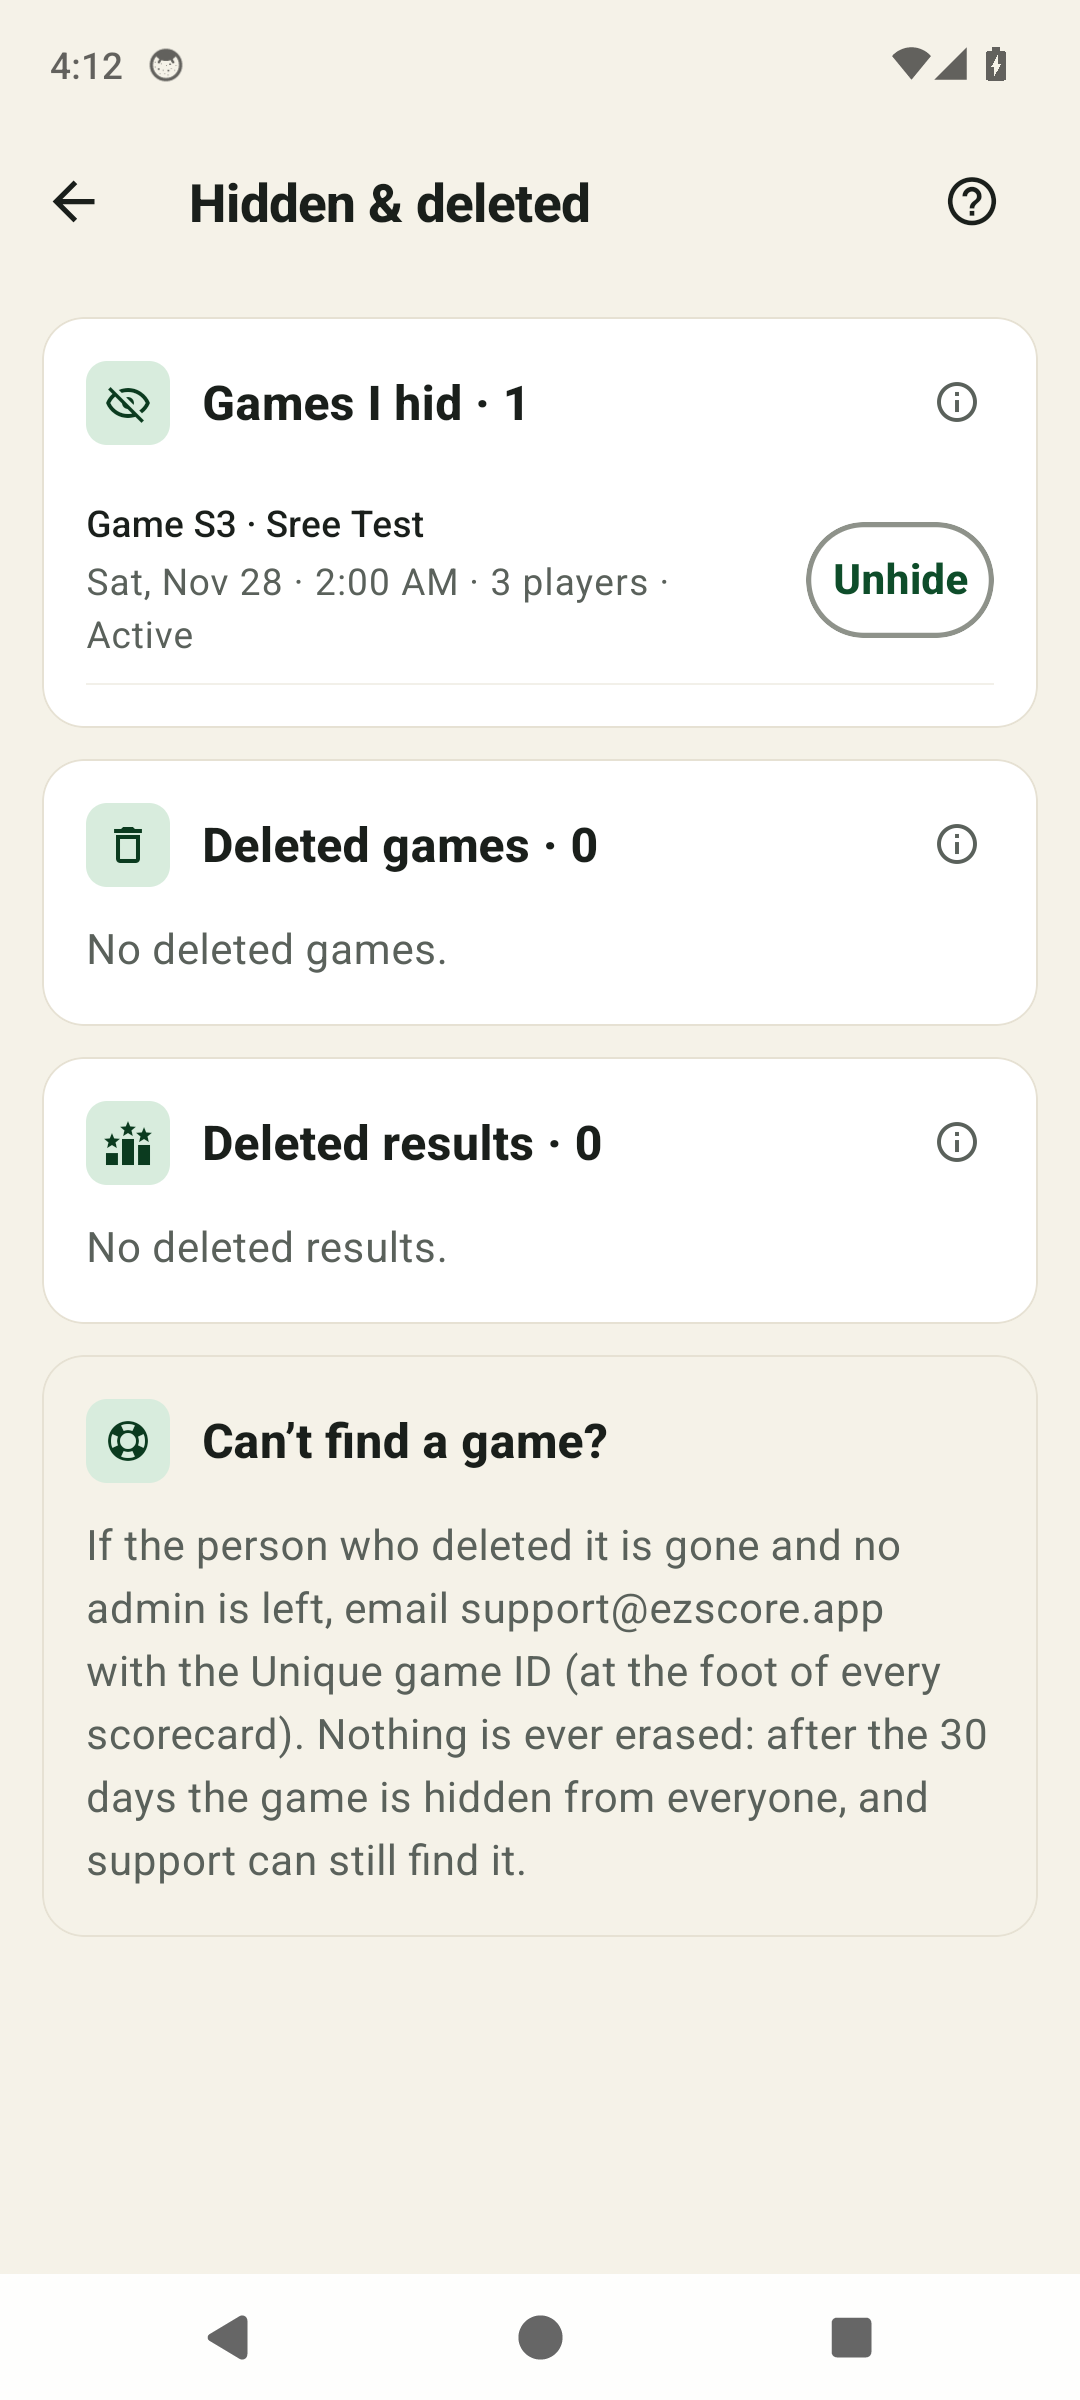 4:12
Hidden & deleted
Games I hid · 1
Game S3 · Sree Test
Sat, Nov 28 · 2:00 AM · 3 players ·
Active
Unhide
Deleted games · 0
No deleted games.
Deleted results · 0
No deleted results.
Can’t find a game?
If the person who deleted it is gone and no
admin is left, email support@ezscore.app
with the Unique game ID (at the foot of every
scorecard). Nothing is ever erased: after the 30
days the game is hidden from everyone, and
support can still find it.